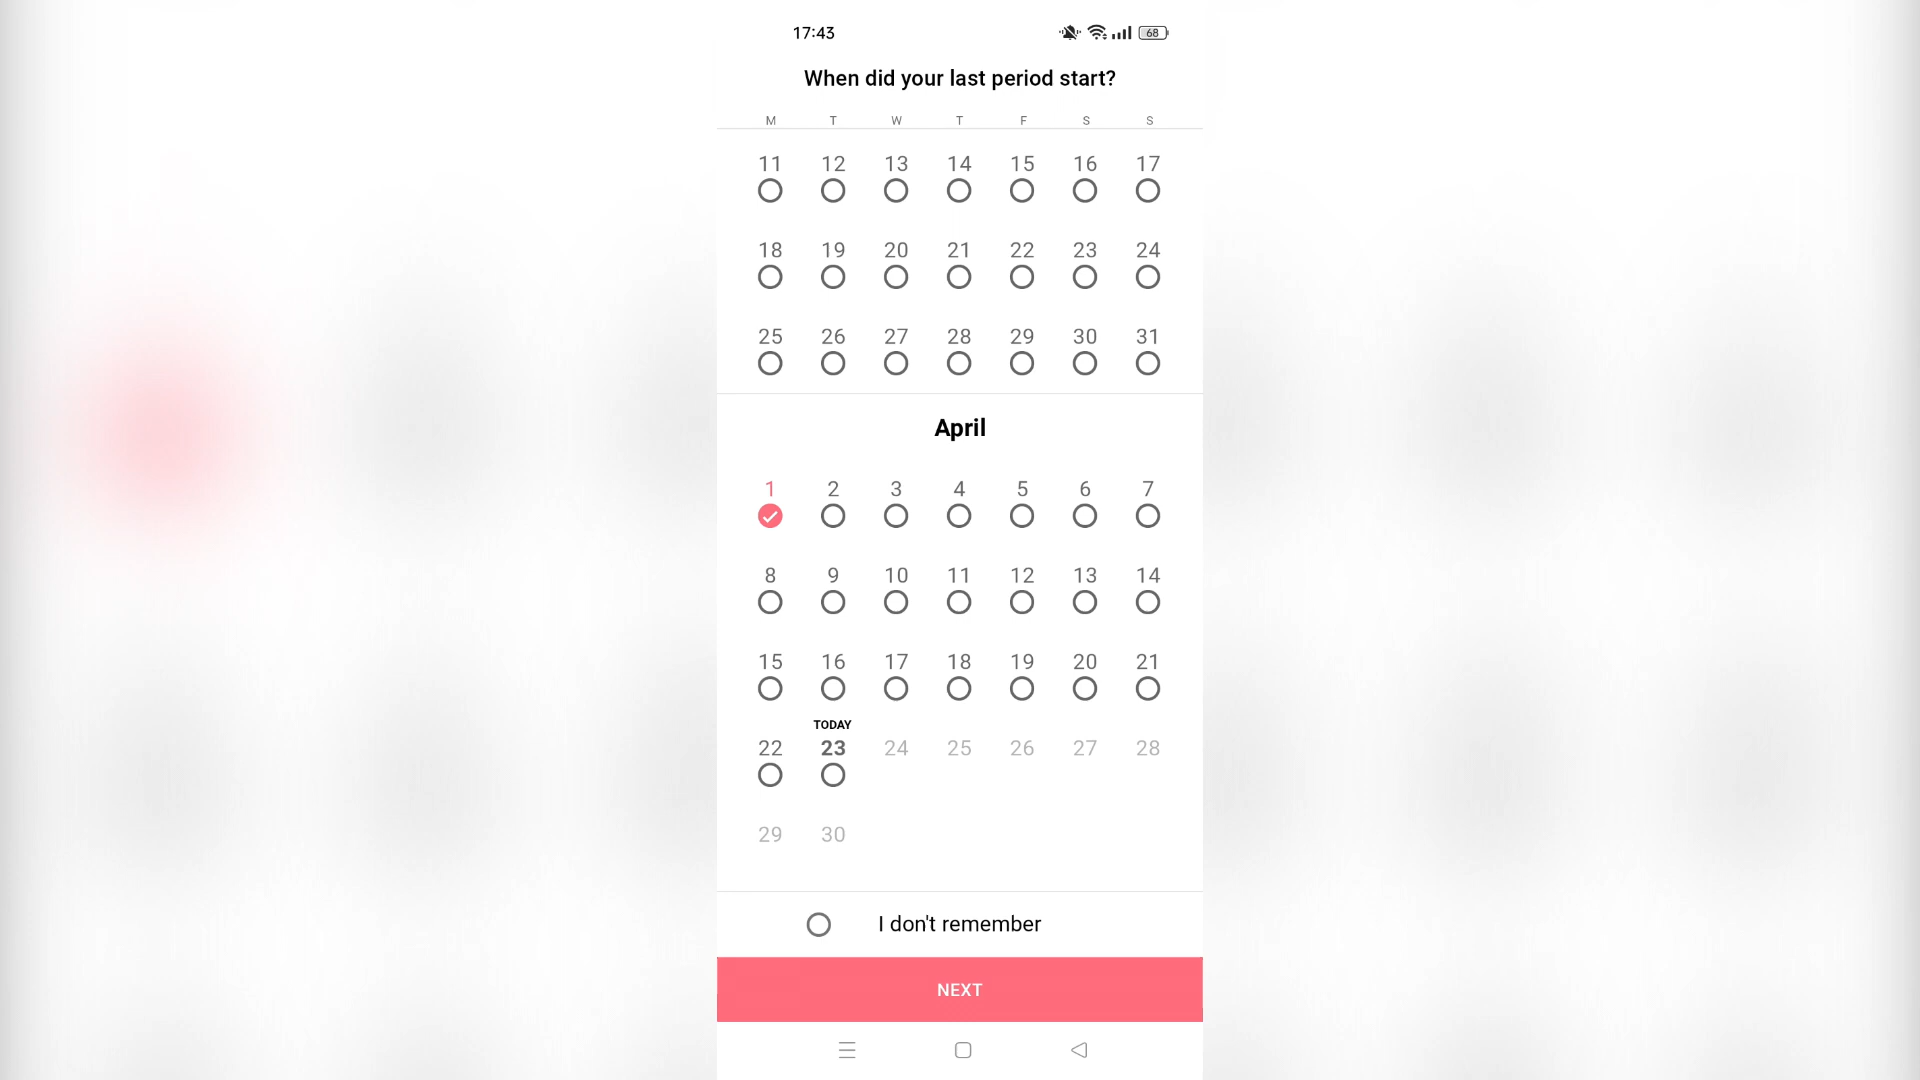 17:43 68
When did your last period start?
M T W T F S S
11 12 13 14 15 16 17
18 19 20 21 22 23 24
25 26 27 28 29 30 31
April
1 2 3 4 5 6 7
8 9 10 11 12 13 14
15 16 17 18 19 20 21
TODAY
22 23 24 25 26 27 28
29 30
I don't remember
NEXT